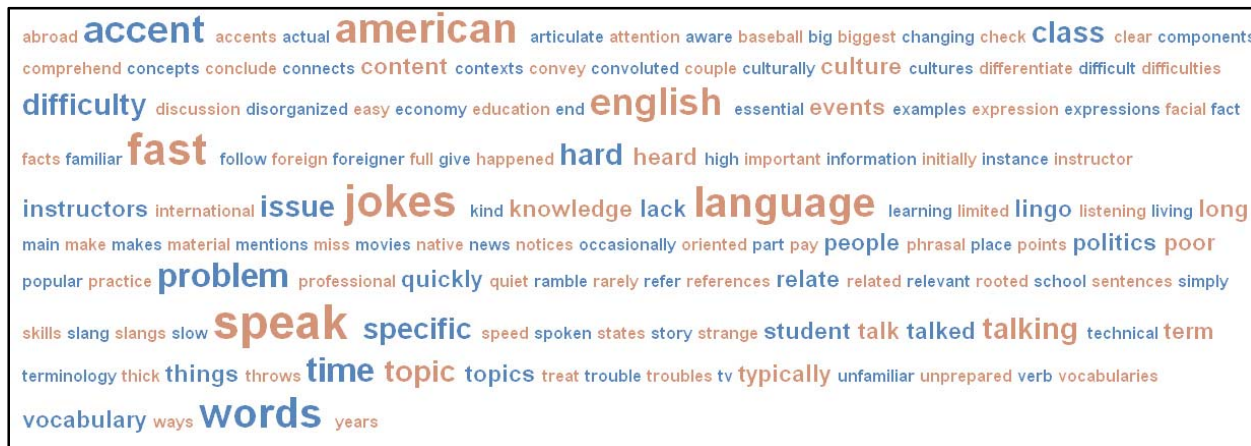 abroad accent accents actual american articulate attention aware baseball big biggest changing check class clear components
comprehend concepts conclude connects content contexts convey convoluted couple culturally culture cultures differentiate difficult difficulties
difficulty discussion disorganized easy economy education end english essential events examples expression expressions facial fact
facts familiar fast follow foreign foreigner full give happened hard heard high important information initially instance instructor
instructors international issue jokes kind knowledge lack language learning limited lingo listening living long
main make makes material mentions miss movies native news notices occasionally oriented part pay people phrasal place points politics poor
popular practice problem professional quickly quiet ramble rarely refer references relate related relevant rooted school sentences simply
skills slang slangs slow speak specific speed spoken states story strange student talk talked talking technical term
terminology thick things throws time topic topics treat trouble troubles tv typically unfamiliar unprepared verb vocabularies
vocabulary ways words years